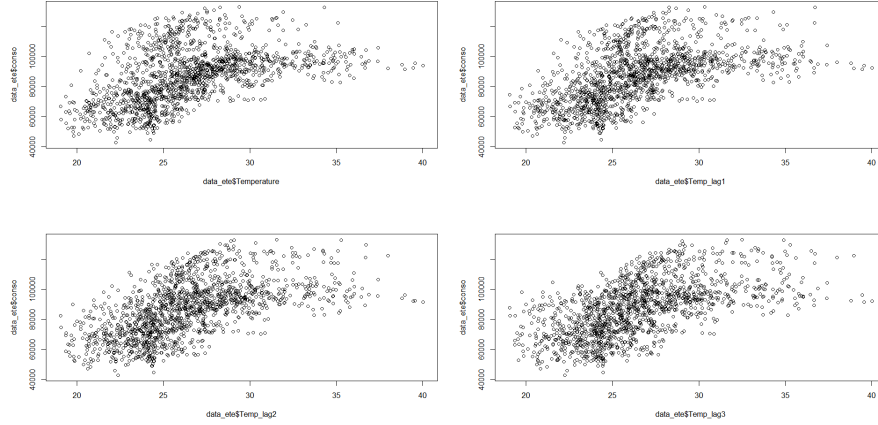 data_ete$conso
40000 60000 80000 100000
20 25 30 35 40
data_ete$Temperature
data_ete$conso
40000 60000 80000 100000
20 25 30 35 40
data_ete$Temp_lag1
data_ete$conso
40000 60000 80000 100000
20 25 30 35 40
data_ete$Temp_lag2
data_ete$conso
40000 60000 80000 100000
20 25 30 35 40
data_ete$Temp_lag3